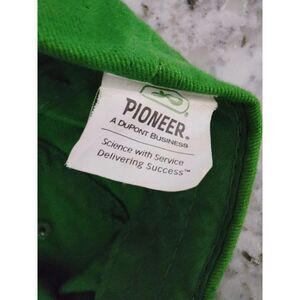 PIONEER®
A DUPONT BUSINESS
Science with Service
Delivering Success™